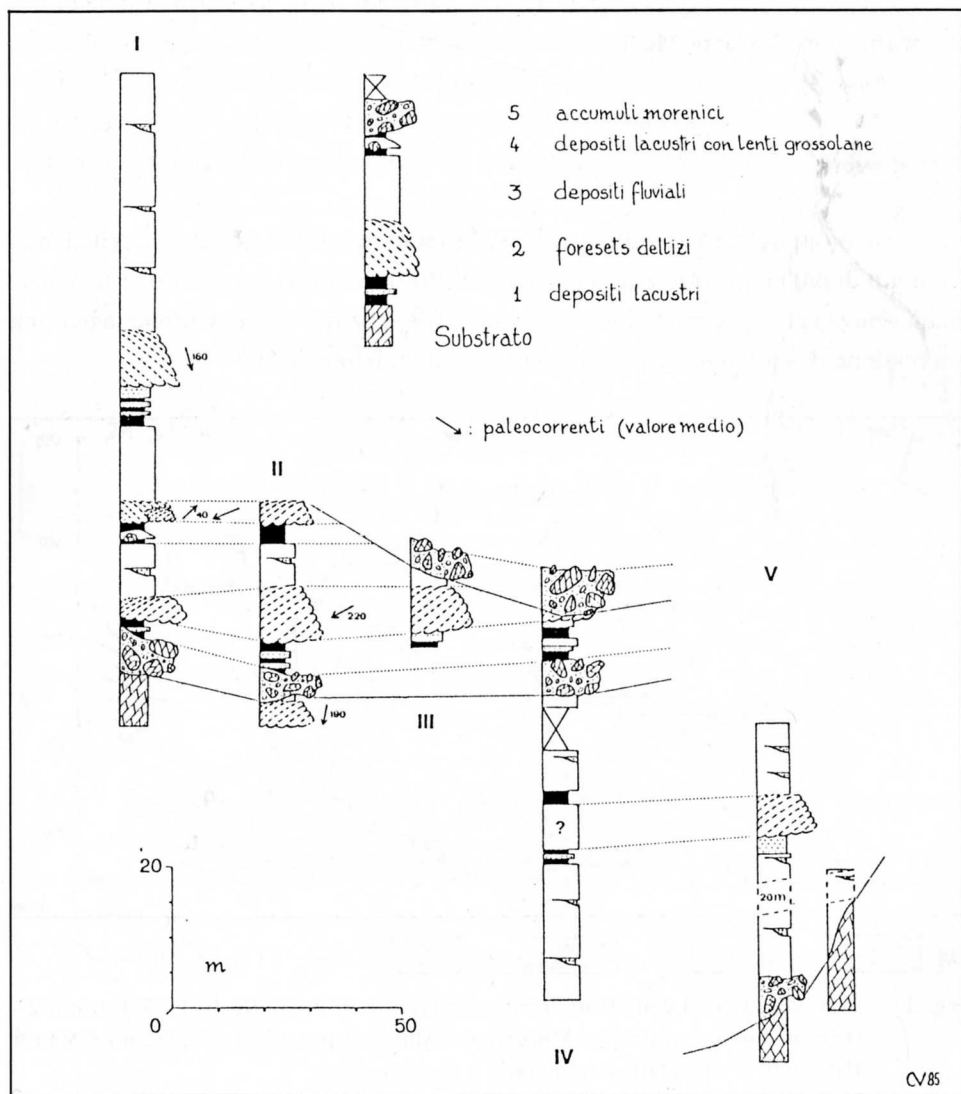 I
5 accumuli morenici
4 depositi lacustri con lenti grossolane
3 depositi fluviali
2 foresets deltizi
1 depositi lacustri
Substrato
160
↘ : paleocorrenti (valore medio)
II
40
V
220
190
III
?
20
20m
m
0 50
IV
CV85